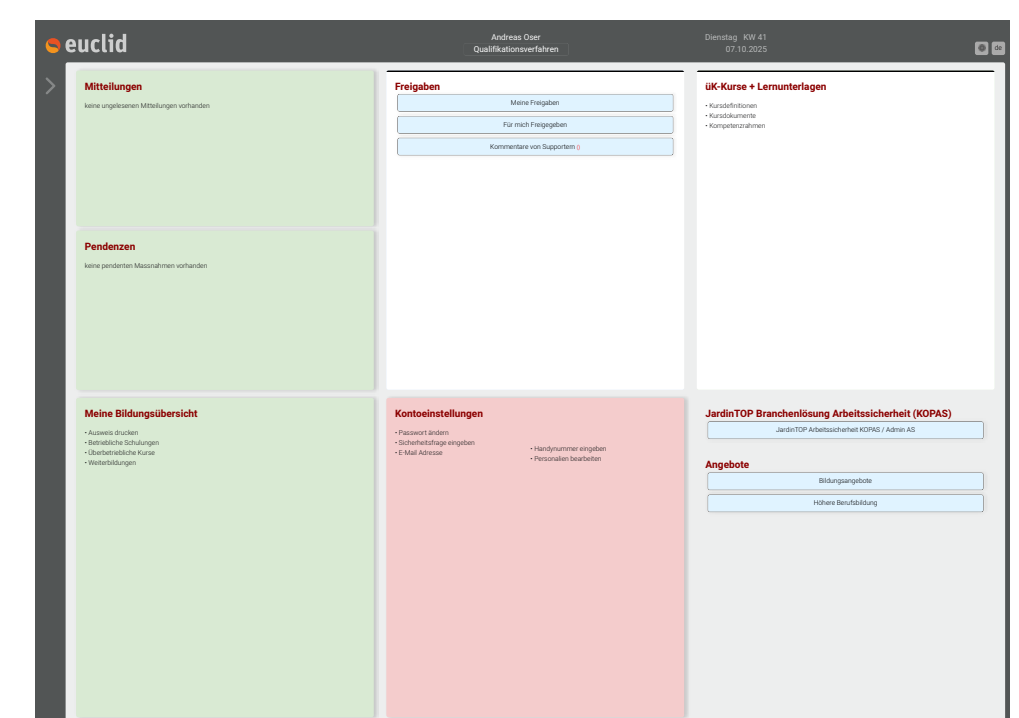 euclid
Andreas Oser
Qualifikationsverfahren
Dienstag KW 41
07.10.2025
de
Mitteilungen
keine ungelesenen Mitteilungen vorhanden
Pendenzen
keine pendenten Massnahmen vorhanden
Freigaben
Meine Freigaben
Für mich Freigegeben
Kommentare von Supportern ()
üK-Kurse + Lernunterlagen
• Kursdefinitionen
• Kursdokumente
• Kompetenzrahmen
Meine Bildungsübersicht
• Ausweis drucken
• Betriebliche Schulungen
• Überbetriebliche Kurse
• Weiterbildungen
Kontoeinstellungen
• Passwort ändern
• Sicherheitsfrage eingeben
• E-Mail Adresse
• Handynummer eingeben
• Personalien bearbeiten
JardinTOP Branchenlösung Arbeitssicherheit (KOPAS)
JardinTOP Arbeitssicherheit KOPAS / Admin AS
Angebote
Bildungsangebote
Höhere Berufsbildung